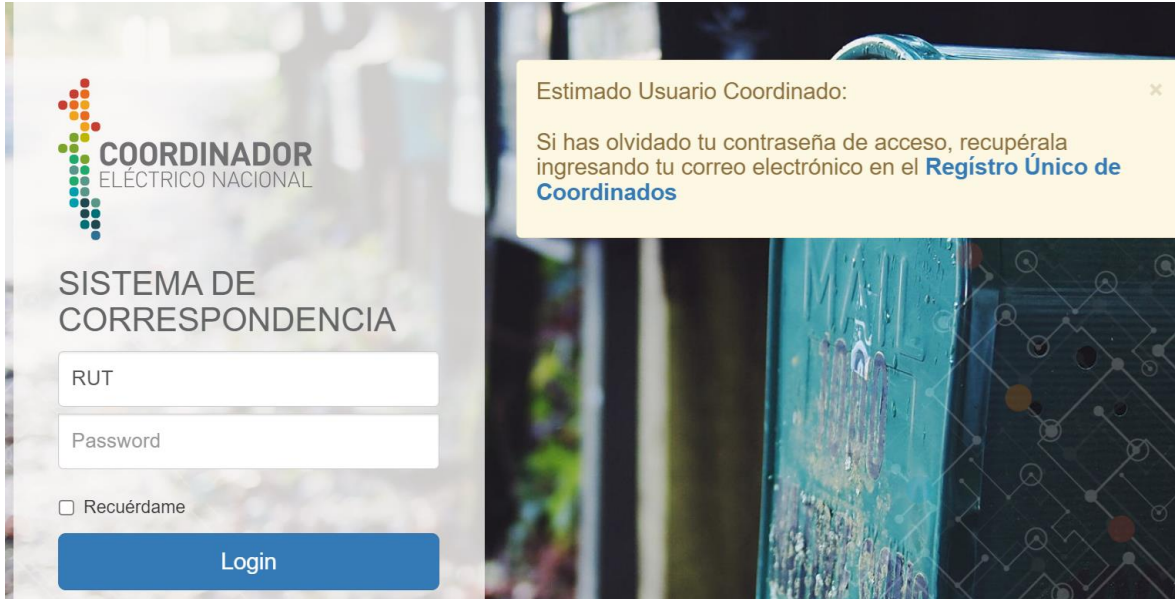 COORDINADOR
ELÉCTRICO NACIONAL
SISTEMA DE
CORRESPONDENCIA
RUT
Password
Recuérdame
Login
Estimado Usuario Coordinado:
×
Si has olvidado tu contraseña de acceso, recupérala
ingresando tu correo electrónico en el Regístro Único de
Coordinados
MAIL